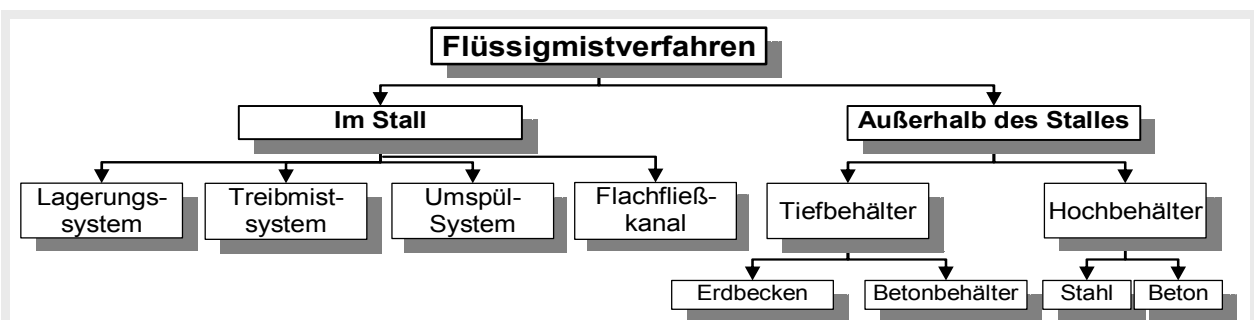 Flüssigmistverfahren
Im Stall
Außerhalb des Stalles
Lagerungs-
system
Treibmist-
system
Umspül-
System
Flachfließ-
kanal
Tiefbehälter
Hochbehälter
Erdbecken
Betonbehälter
Stahl
Beton